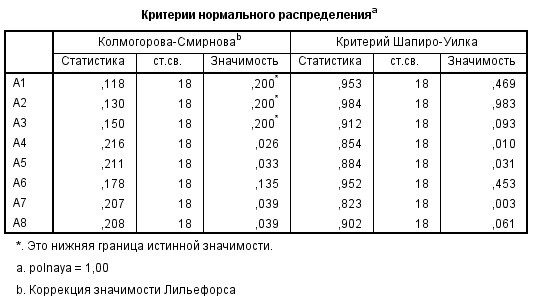 Критерии нормального распределенияa
Колмогорова-Смирноваb Критерий Шапиро-Уилка
Статистика ст.св. Значимость Статистика ст.св. Значимость
A1 ,118 18 ,200* ,953 18 ,469
A2 ,130 18 ,200* ,984 18 ,983
A3 ,150 18 ,200* ,912 18 ,093
A4 ,216 18 ,026 ,854 18 ,010
A5 ,211 18 ,033 ,884 18 ,031
A6 ,178 18 ,135 ,952 18 ,453
A7 ,207 18 ,039 ,823 18 ,003
A8 ,208 18 ,039 ,902 18 ,061
*. Это нижняя граница истинной значимости.
a. polnaya = 1,00
b. Коррекция значимости Лильефорса